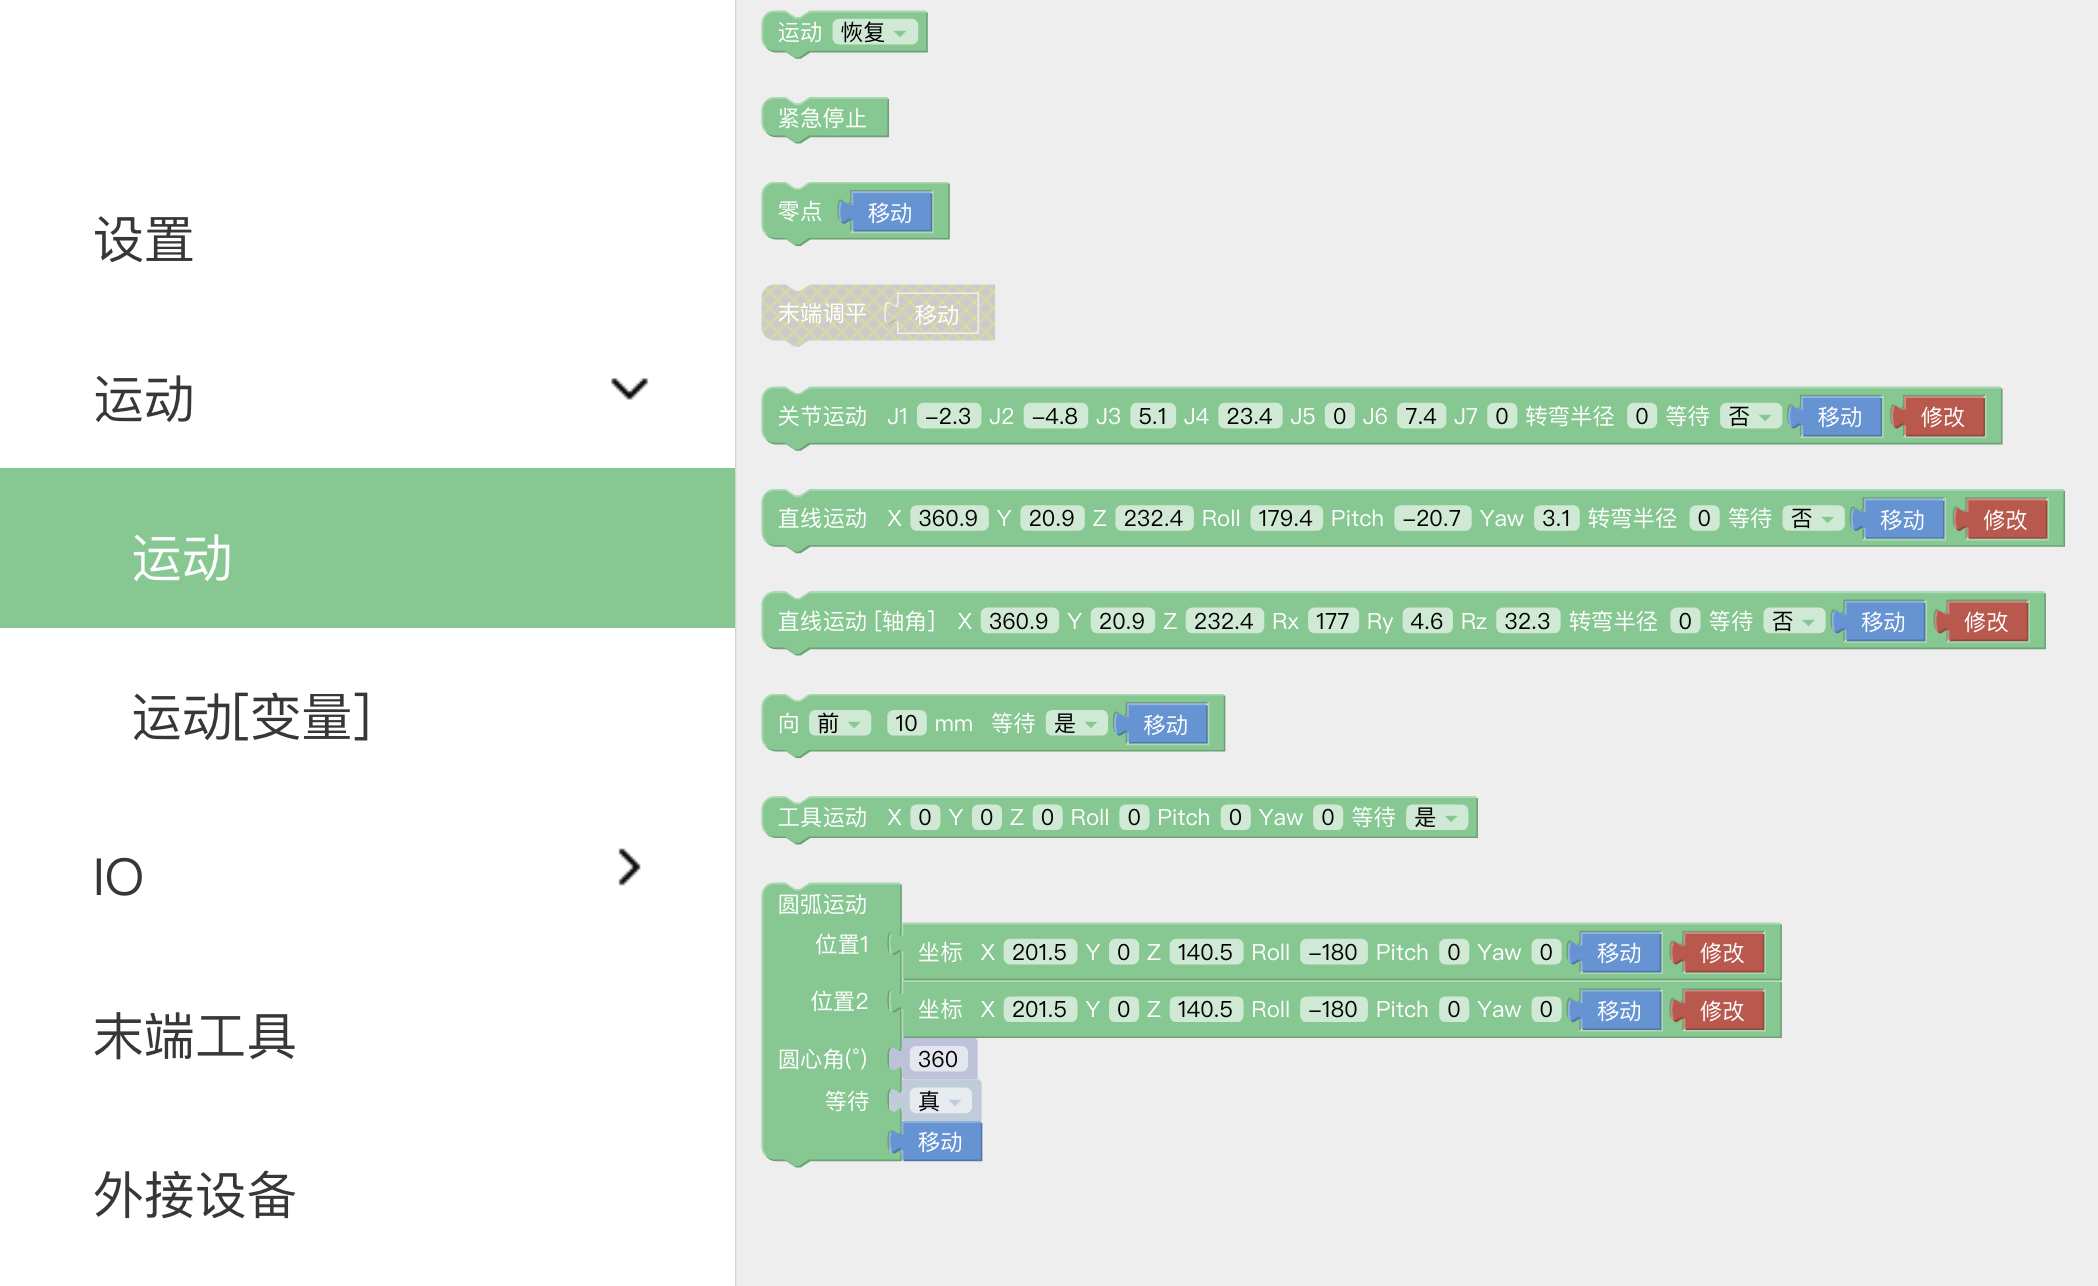 设置
运动
运动
运动[变量]
IO
末端工具
外接设备
运动 恢复
紧急停止
零点 移动
末端调平 移动
关节运动 J1 -2.3 J2 -4.8 J3 5.1 J4 23.4 J5 0 J6 7.4 J7 0 转弯半径 0 等待 否 移动 修改
直线运动 X 360.9 Y 20.9 Z 232.4 Roll 179.4 Pitch -20.7 Yaw 3.1 转弯半径 0 等待 否 移动 修改
直线运动 [轴角] X 360.9 Y 20.9 Z 232.4 Rx 177 Ry 4.6 Rz 32.3 转弯半径 0 等待 否 移动 修改
向 前 10 mm 等待 是 移动
工具运动 X 0 Y 0 Z 0 Roll 0 Pitch 0 Yaw 0 等待 是
圆弧运动
位置1 坐标 X 201.5 Y 0 Z 140.5 Roll -180 Pitch 0 Yaw 0 移动 修改
位置2 坐标 X 201.5 Y 0 Z 140.5 Roll -180 Pitch 0 Yaw 0 移动 修改
圆心角(°) 360
等待 真
移动